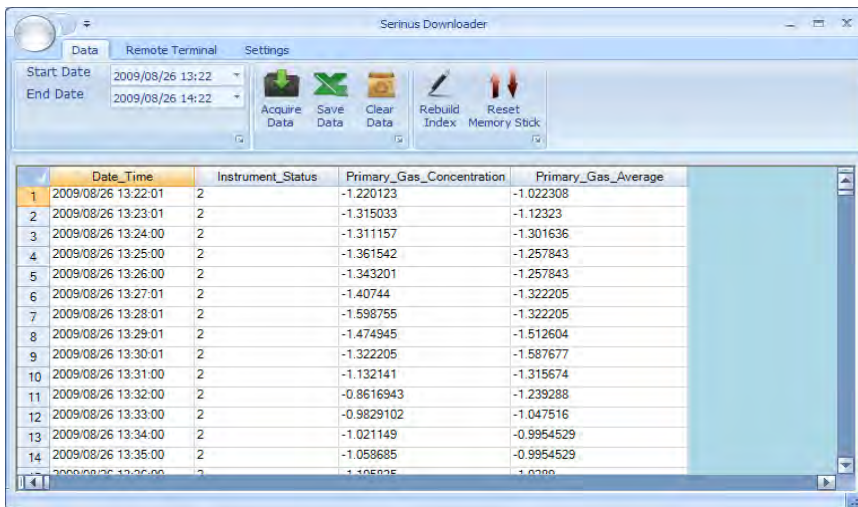 Serinus Downloader
Data Remote Terminal Settings
Start Date 2009/08/26 13:22
End Date 2009/08/26 14:22
Acquire Data Save Data Clear Data Rebuild Index Reset Memory Stick
Date_Time Instrument_Status Primary_Gas_Concentration Primary_Gas_Average
1 2009/08/26 13:22:01 2 -1.220123 -1.022308
2 2009/08/26 13:23:01 2 -1.315033 -1.12323
3 2009/08/26 13:24:00 2 -1.311157 -1.301636
4 2009/08/26 13:25:00 2 -1.361542 -1.257843
5 2009/08/26 13:26:00 2 -1.343201 -1.257843
6 2009/08/26 13:27:01 2 -1.40744 -1.322205
7 2009/08/26 13:28:01 2 -1.598755 -1.322205
8 2009/08/26 13:29:01 2 -1.474945 -1.512604
9 2009/08/26 13:30:01 2 -1.322205 -1.587677
10 2009/08/26 13:31:00 2 -1.132141 -1.315674
11 2009/08/26 13:32:00 2 -0.8616943 -1.239288
12 2009/08/26 13:33:00 2 -0.9829102 -1.047516
13 2009/08/26 13:34:00 2 -1.021149 -0.9954529
14 2009/08/26 13:35:00 2 -1.058685 -0.9954529